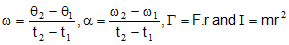 ω = (θ₂ − θ₁)/(t₂ − t₁), α = (ω₂ − ω₁)/(t₂ − t₁), Γ = F.r and I = mr²